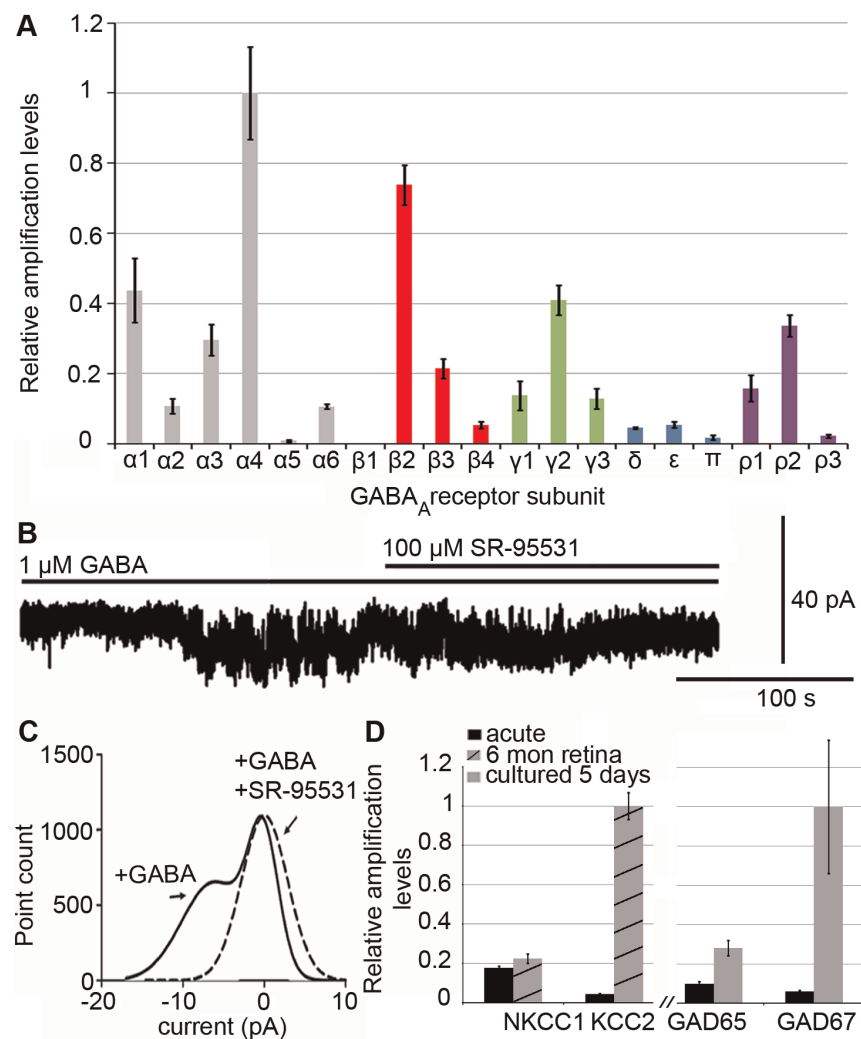 A
1.2
1
0.8
0.6
0.4
0.2
0
Relative amplification levels
α1 α2 α3 α4 α5 α6 β1 β2 β3 β4 γ1 γ2 γ3 δ ε π ρ1 ρ2 ρ3
GABAA receptor subunit
B
1 µM GABA
100 µM SR-95531
40 pA
100 s
C
1500
1000
500
0
Point count
+GABA
+GABA
+SR-95531
-20 -10 0 10
current (pA)
D
acute
6 mon retina
cultured 5 days
1.2
1
0.8
0.6
0.4
0.2
0
Relative amplification
levels
NKCC1 KCC2 // GAD65 GAD67